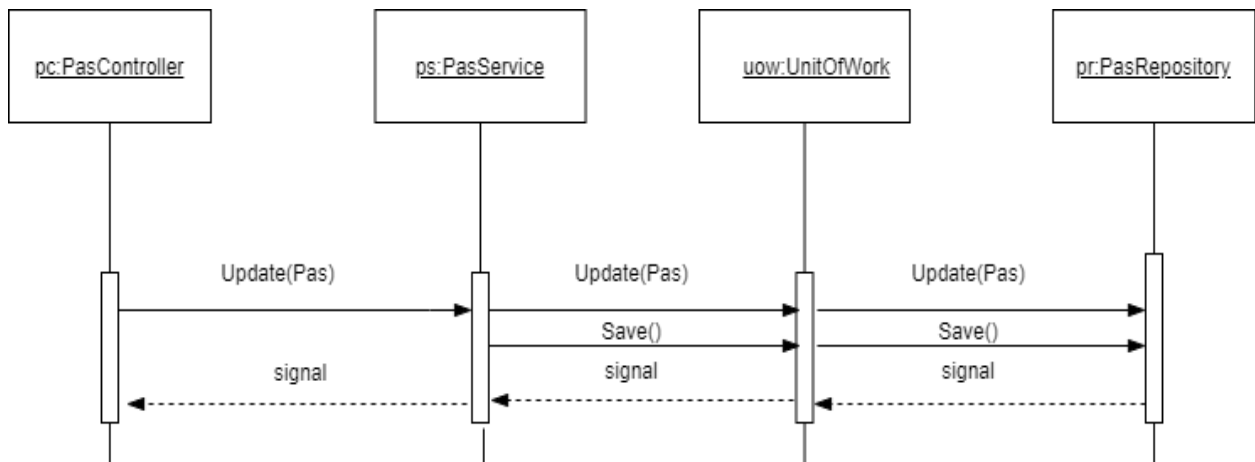 pc:PasController
ps:PasService
uow:UnitOfWork
pr:PasRepository
Update(Pas)
Update(Pas)
Update(Pas)
Save()
Save()
signal
signal
signal